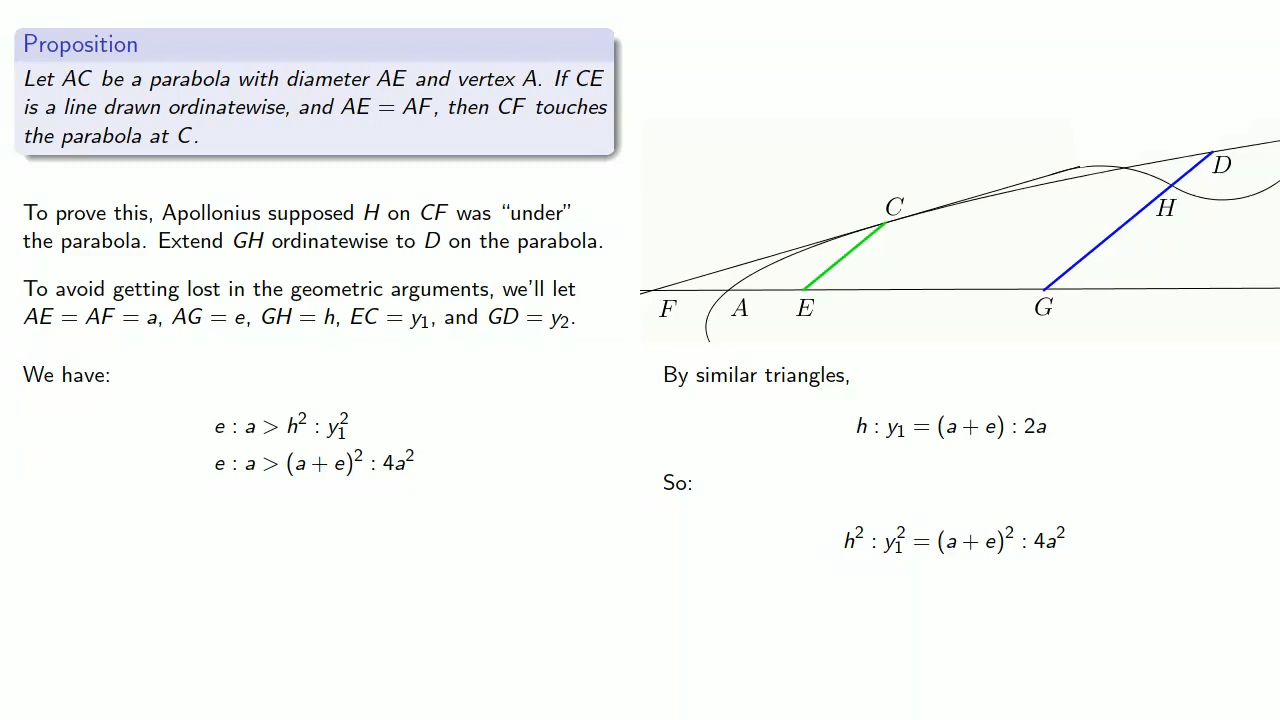 Proposition
Let AC be a parabola with diameter AE and vertex A. If CE
is a line drawn ordinatewise, and AE = AF, then CF touches
the parabola at C.
To prove this, Apollonius supposed H on CF was “under”
the parabola. Extend GH ordinatewise to D on the parabola.
To avoid getting lost in the geometric arguments, we’ll let
AE = AF = a, AG = e, GH = h, EC = y₁, and GD = y₂.
We have:
e : a > h² : y₁²
e : a > (a + e)² : 4a²
D
C
H
F
A
E
G
By similar triangles,
h : y₁ = (a + e) : 2a
So:
h² : y₁² = (a + e)² : 4a²